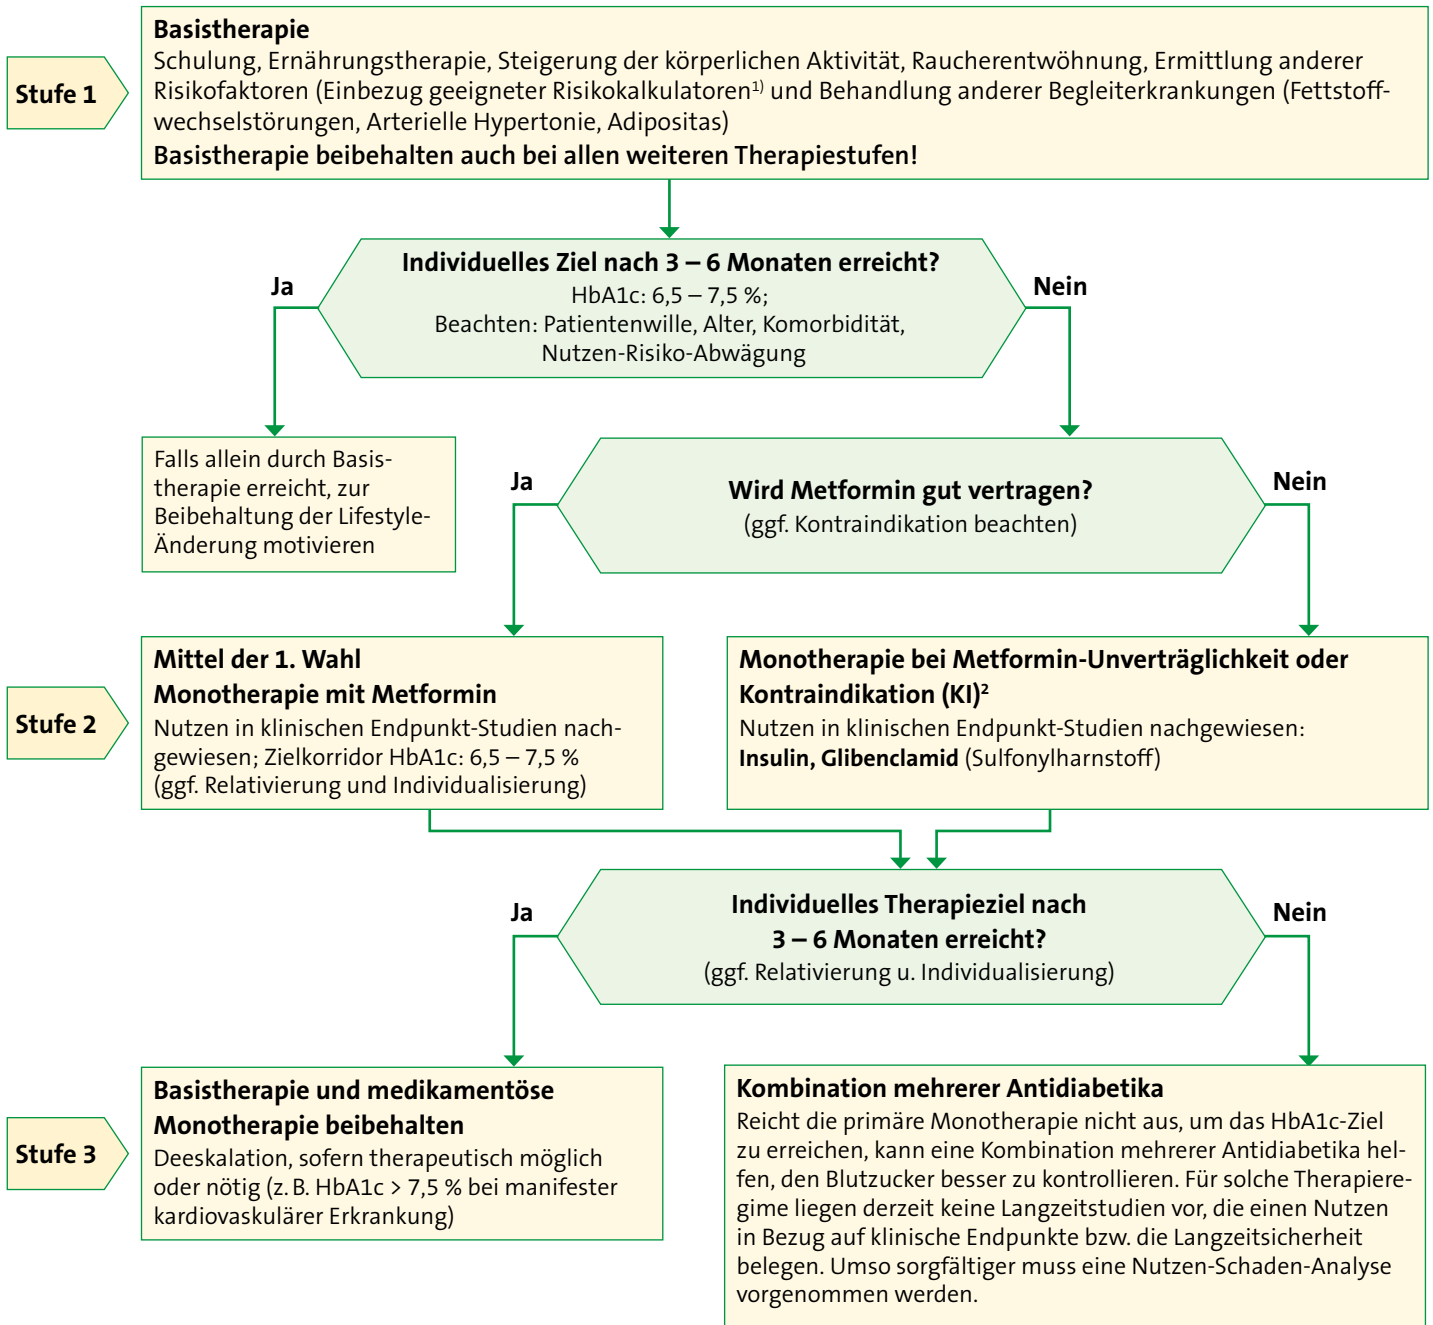 Stufe 1
Basistherapie
Schulung, Ernährungstherapie, Steigerung der körperlichen Aktivität, Raucherentwöhnung, Ermittlung anderer
Risikofaktoren (Einbezug geeigneter Risikokalkulatoren¹⁾ und Behandlung anderer Begleiterkrankungen (Fettstoff-
wechselstörungen, Arterielle Hypertonie, Adipositas)
Basistherapie beibehalten auch bei allen weiteren Therapiestufen!
Individuelles Ziel nach 3 – 6 Monaten erreicht?
HbA1c: 6,5 – 7,5 %;
Beachten: Patientenwille, Alter, Komorbidität,
Nutzen-Risiko-Abwägung
Ja
Nein
Falls allein durch Basis-
therapie erreicht, zur
Beibehaltung der Lifestyle-
Änderung motivieren
Wird Metformin gut vertragen?
(ggf. Kontraindikation beachten)
Ja
Nein
Stufe 2
Mittel der 1. Wahl
Monotherapie mit Metformin
Nutzen in klinischen Endpunkt-Studien nach-
gewiesen; Zielkorridor HbA1c: 6,5 – 7,5 %
(ggf. Relativierung und Individualisierung)
Monotherapie bei Metformin-Unverträglichkeit oder
Kontraindikation (KI)²
Nutzen in klinischen Endpunkt-Studien nachgewiesen:
Insulin, Glibenclamid (Sulfonylharnstoff)
Individuelles Therapieziel nach
3 – 6 Monaten erreicht?
(ggf. Relativierung u. Individualisierung)
Ja
Nein
Stufe 3
Basistherapie und medikamentöse
Monotherapie beibehalten
Deeskalation, sofern therapeutisch möglich
oder nötig (z. B. HbA1c > 7,5 % bei manifester
kardiovaskulärer Erkrankung)
Kombination mehrerer Antidiabetika
Reicht die primäre Monotherapie nicht aus, um das HbA1c-Ziel
zu erreichen, kann eine Kombination mehrerer Antidiabetika hel-
fen, den Blutzucker besser zu kontrollieren. Für solche Therapiere-
gime liegen derzeit keine Langzeitstudien vor, die einen Nutzen
in Bezug auf klinische Endpunkte bzw. die Langzeitsicherheit
belegen. Umso sorgfältiger muss eine Nutzen-Schaden-Analyse
vorgenommen werden.